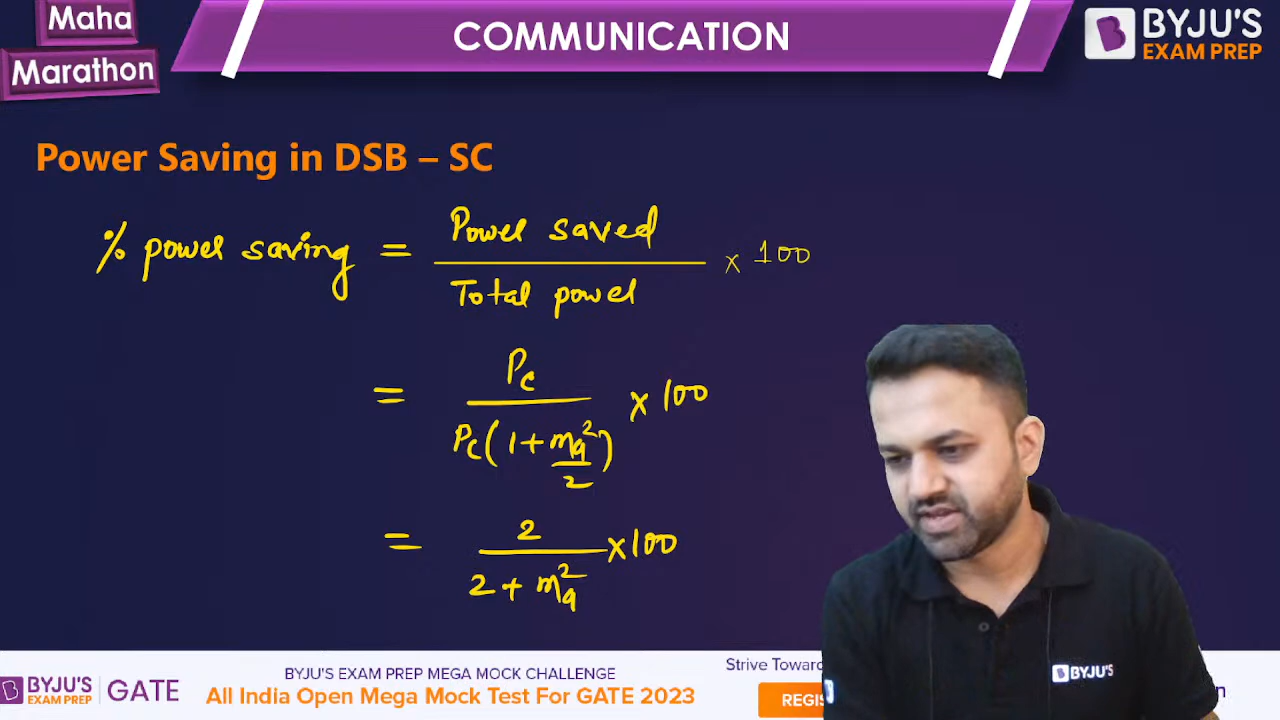 Maha
Marathon
COMMUNICATION
BYJU'S
EXAM PREP
Power Saving in DSB – SC
% power saving = Power saved / Total power × 100
= Pc / Pc(1 + ma²/2) × 100
= 2 / 2 + ma² × 100
BYJU'S
BYJU'S
EXAM PREP
GATE
BYJU'S EXAM PREP MEGA MOCK CHALLENGE
All India Open Mega Mock Test For GATE 2023
Strive